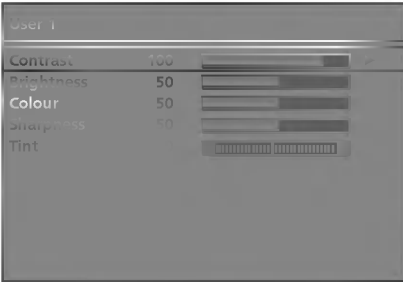 User 1
Contrast 100
Brightness 50
Colour 50
Sharpness 50
Tint